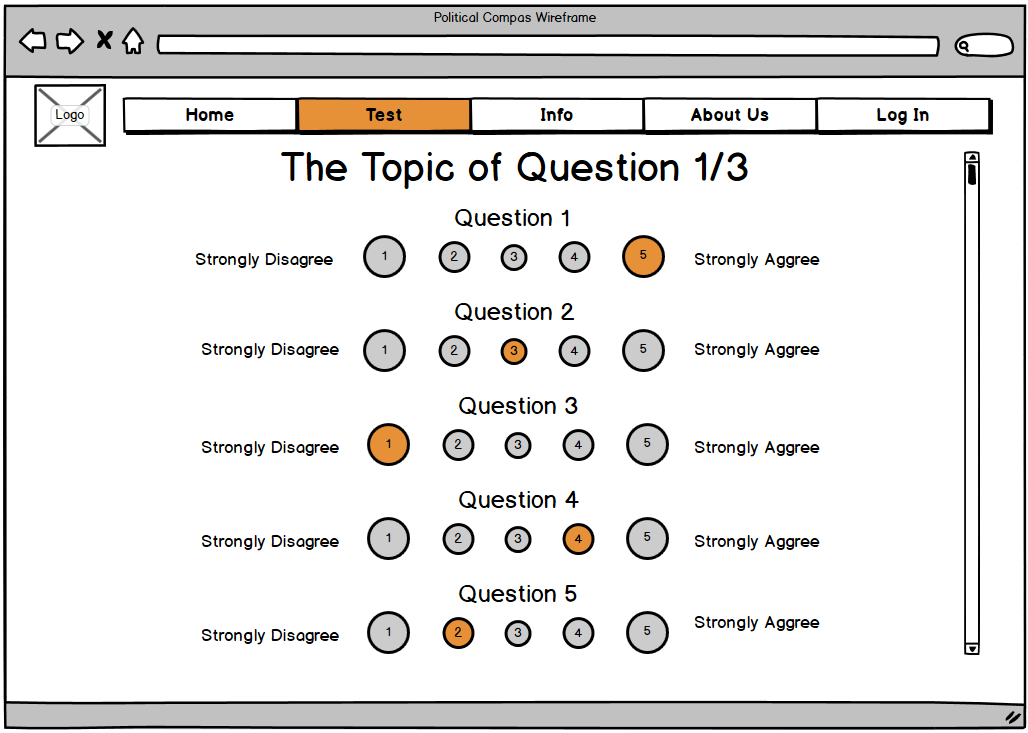 Political Compas Wireframe
Logo
Home Test Info About Us Log In
The Topic of Question 1/3
Question 1
Strongly Disagree 1 2 3 4 5 Strongly Aggree
Question 2
Strongly Disagree 1 2 3 4 5 Strongly Aggree
Question 3
Strongly Disagree 1 2 3 4 5 Strongly Aggree
Question 4
Strongly Disagree 1 2 3 4 5 Strongly Aggree
Question 5
Strongly Disagree 1 2 3 4 5 Strongly Aggree